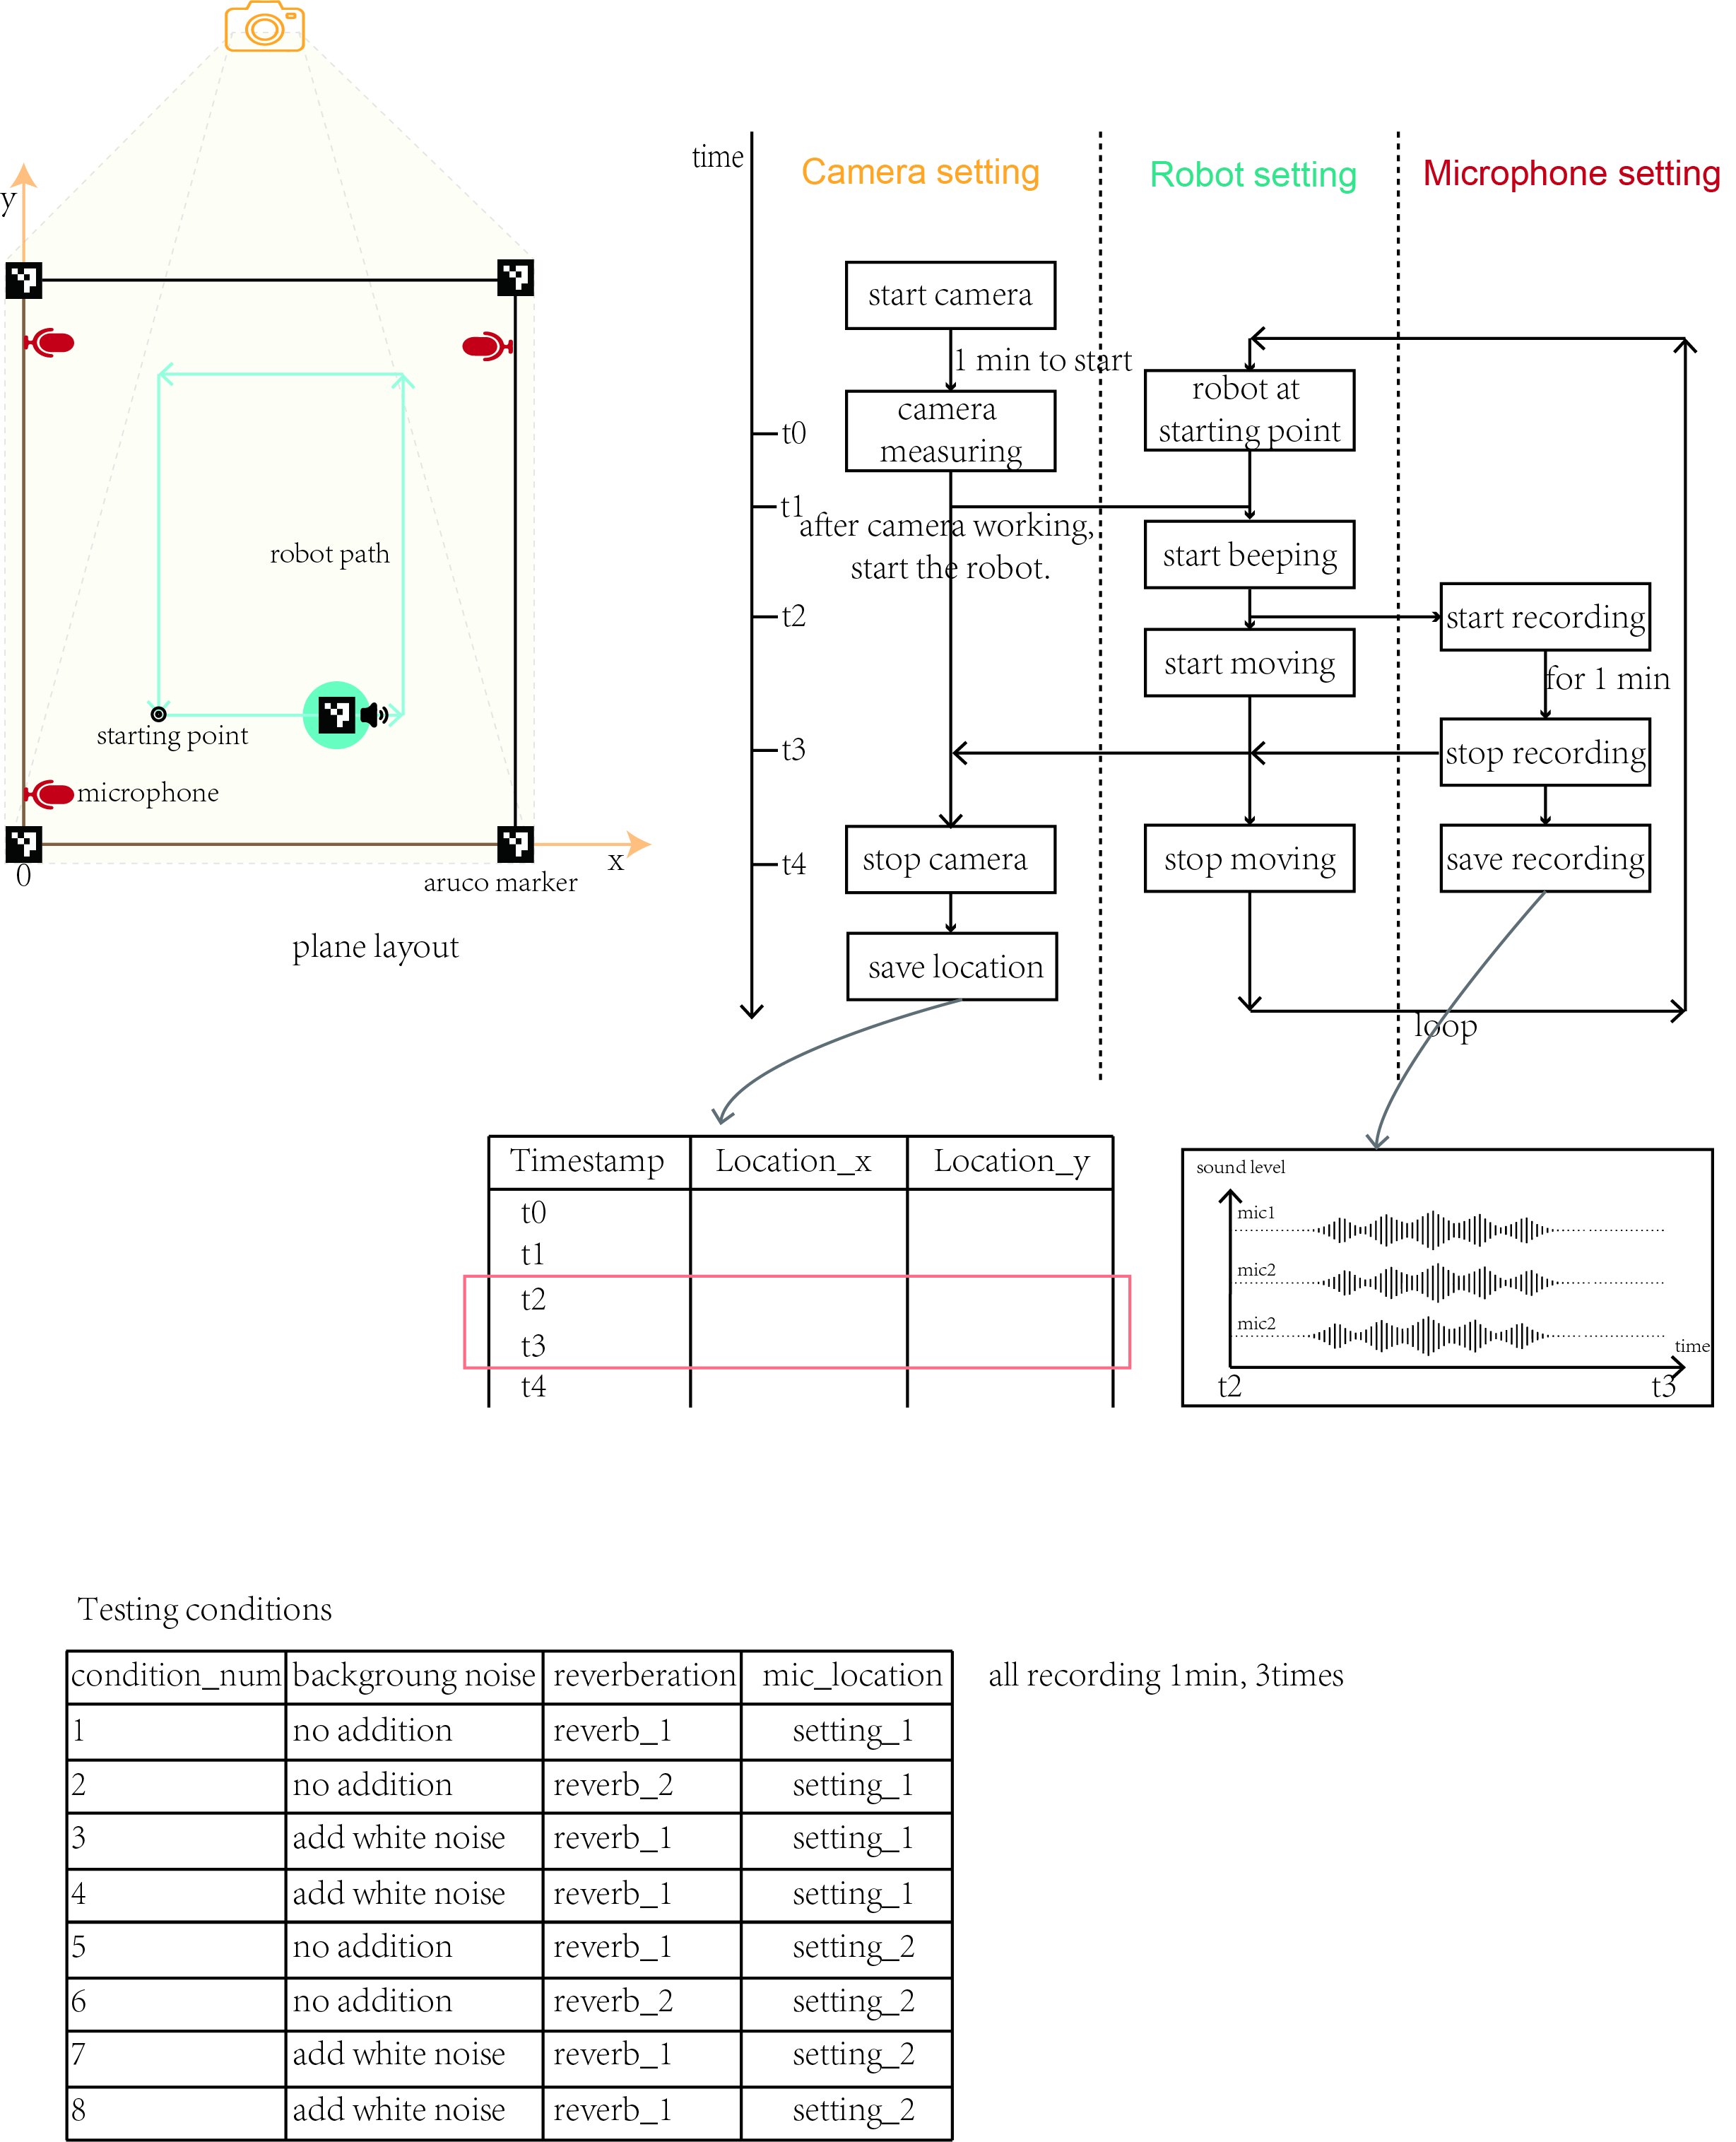 y
robot path
starting point
microphone
0
x
aruco marker
plane layout
time
Camera setting
Robot setting
Microphone setting
start camera
1 min to start
camera
measuring
robot at
starting point
t0
t1
after camera working,
start the robot.
start beeping
t2
start recording
start moving
for 1 min
t3
stop recording
t4
stop camera
stop moving
save recording
save location
loop
Timestamp Location_x Location_y
t0
t1
t2
t3
t4
sound level
mic1
mic2
mic2
time
t2 t3
Testing conditions
condition_num backgroung noise reverberation mic_location
all recording 1min, 3times
1 no addition reverb_1 setting_1
2 no addition reverb_2 setting_1
3 add white noise reverb_1 setting_1
4 add white noise reverb_1 setting_1
5 no addition reverb_1 setting_2
6 no addition reverb_2 setting_2
7 add white noise reverb_1 setting_2
8 add white noise reverb_1 setting_2